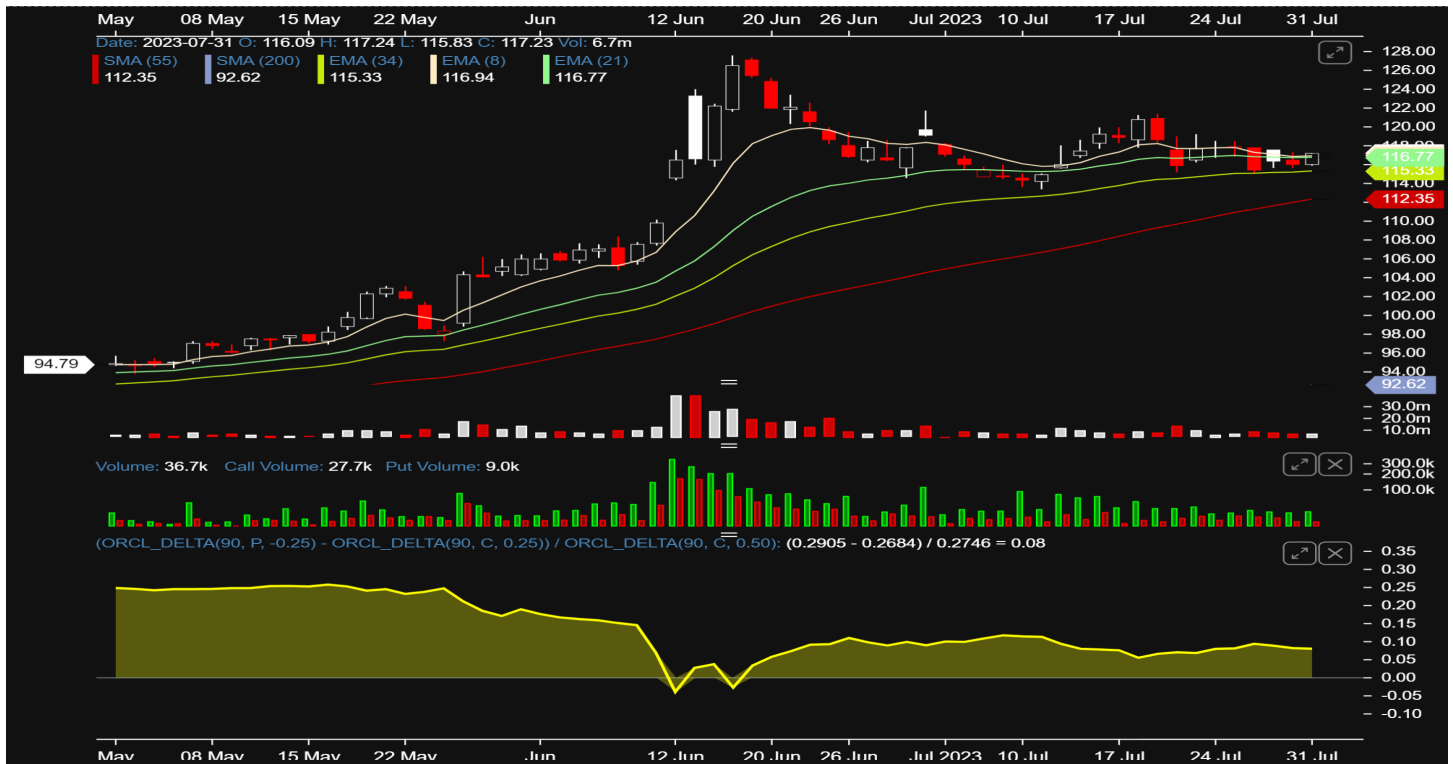 May 08 May 15 May 22 May Jun 12 Jun 20 Jun 26 Jun Jul 2023 10 Jul 17 Jul 24 Jul 31 Jul
Date: 2023-07-31 O: 116.09 H: 117.24 L: 115.83 C: 117.23 Vol: 6.7m
SMA (55) SMA (200) EMA (34) EMA (8) EMA (21)
112.35 92.62 115.33 116.94 116.77
128.00
126.00
124.00
122.00
120.00
118.00
116.77
115.33
114.00
112.35
110.00
108.00
106.00
104.00
102.00
100.00
98.00
96.00
94.79
94.00
92.62
30.0m
20.0m
10.0m
Volume: 36.7k Call Volume: 27.7k Put Volume: 9.0k
300.0k
200.0k
100.0k
(ORCL_DELTA(90, P, -0.25) - ORCL_DELTA(90, C, 0.25)) / ORCL_DELTA(90, C, 0.50): (0.2905 - 0.2684) / 0.2746 = 0.08
0.35
0.30
0.25
0.20
0.15
0.10
0.05
0.00
-0.05
-0.10
May 08 May 15 May 22 May Jun 12 Jun 20 Jun 26 Jun Jul 2023 10 Jul 17 Jul 24 Jul 31 Jul